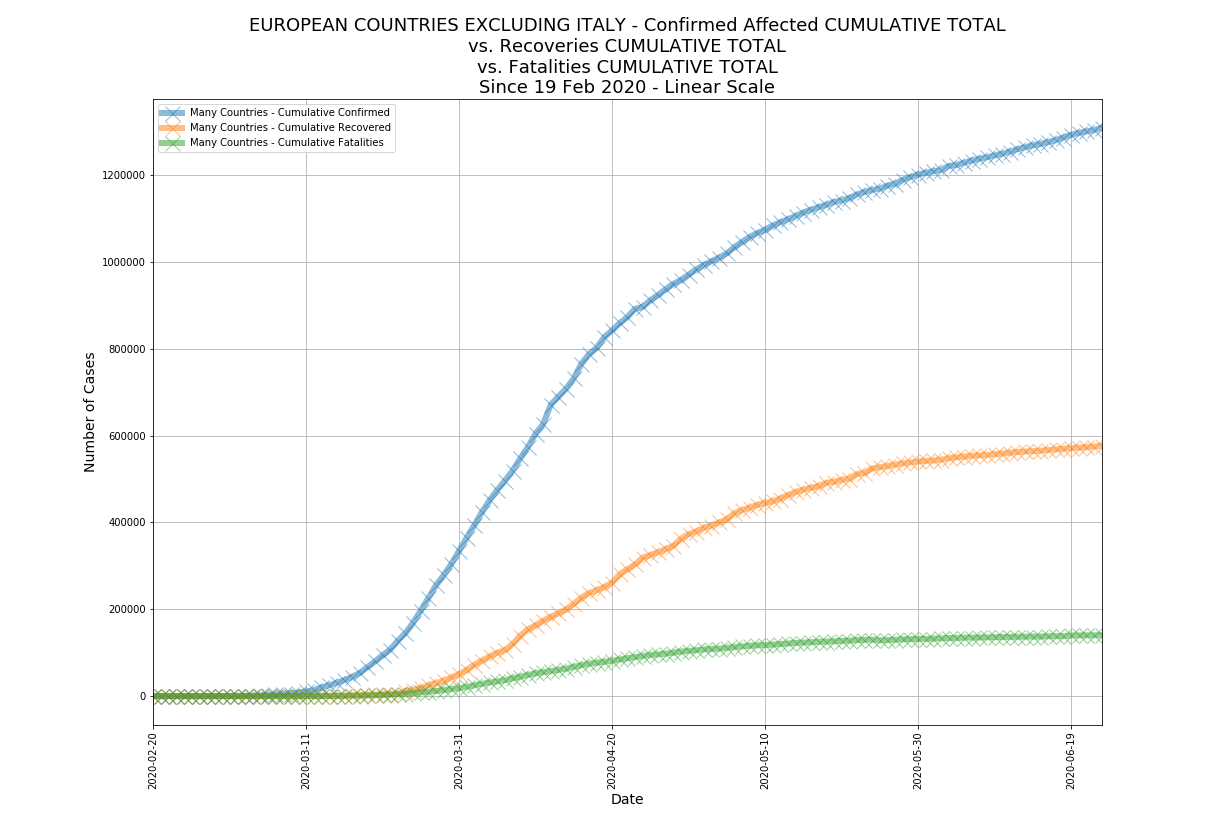 EUROPEAN COUNTRIES EXCLUDING ITALY - Confirmed Affected CUMULATIVE TOTAL
vs. Recoveries CUMULATIVE TOTAL
vs. Fatalities CUMULATIVE TOTAL
Since 19 Feb 2020 - Linear Scale
Many Countries - Cumulative Confirmed
Many Countries - Cumulative Recovered
Many Countries - Cumulative Fatalities
Number of Cases
1200000
1000000
800000
600000
400000
200000
0
2020-02-20
2020-03-11
2020-03-31
2020-04-20
2020-05-10
2020-05-30
2020-06-19
Date